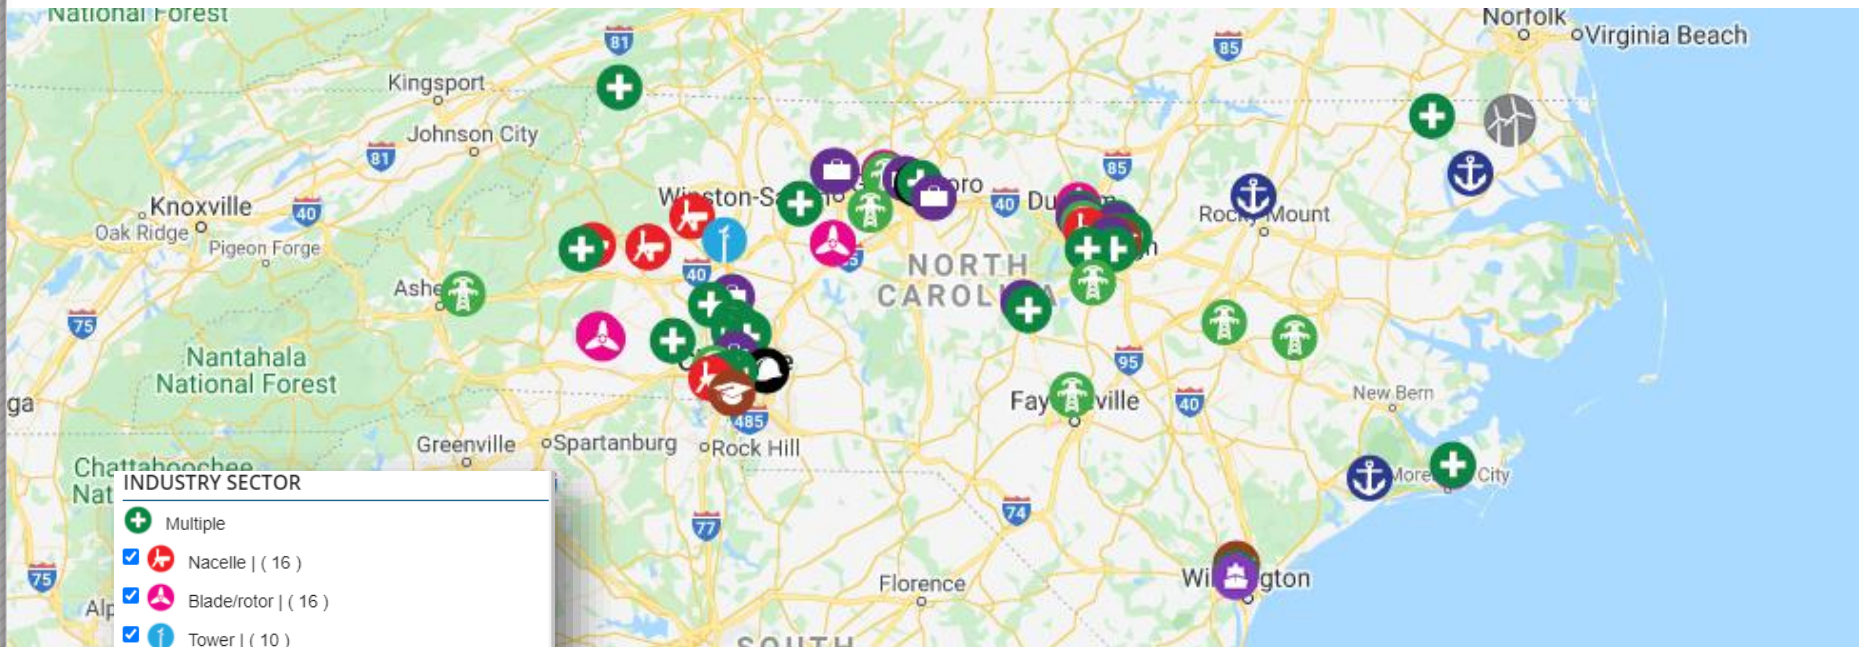 National Forest
Norfolk
Virginia Beach
81
85
Kingsport
Johnson City
81
85
Winston-Sa
oro
40
Du
Rocky Mount
Knoxville
40
Oak Ridge
Pigeon Forge
NORTH
CAROL
A
40
Ashe
75
95
Nantahala
National Forest
ga
Fay
ville
40
New Bern
485
Greenville
Spartanburg
Rock Hill
More
City
Chattahoochee
Nat
INDUSTRY SECTOR
Multiple
Nacelle | ( 16 )
Blade/rotor | ( 16 )
Tower | ( 10 )
77
74
75
Alp
Florence
Wi
gton
SOUTH